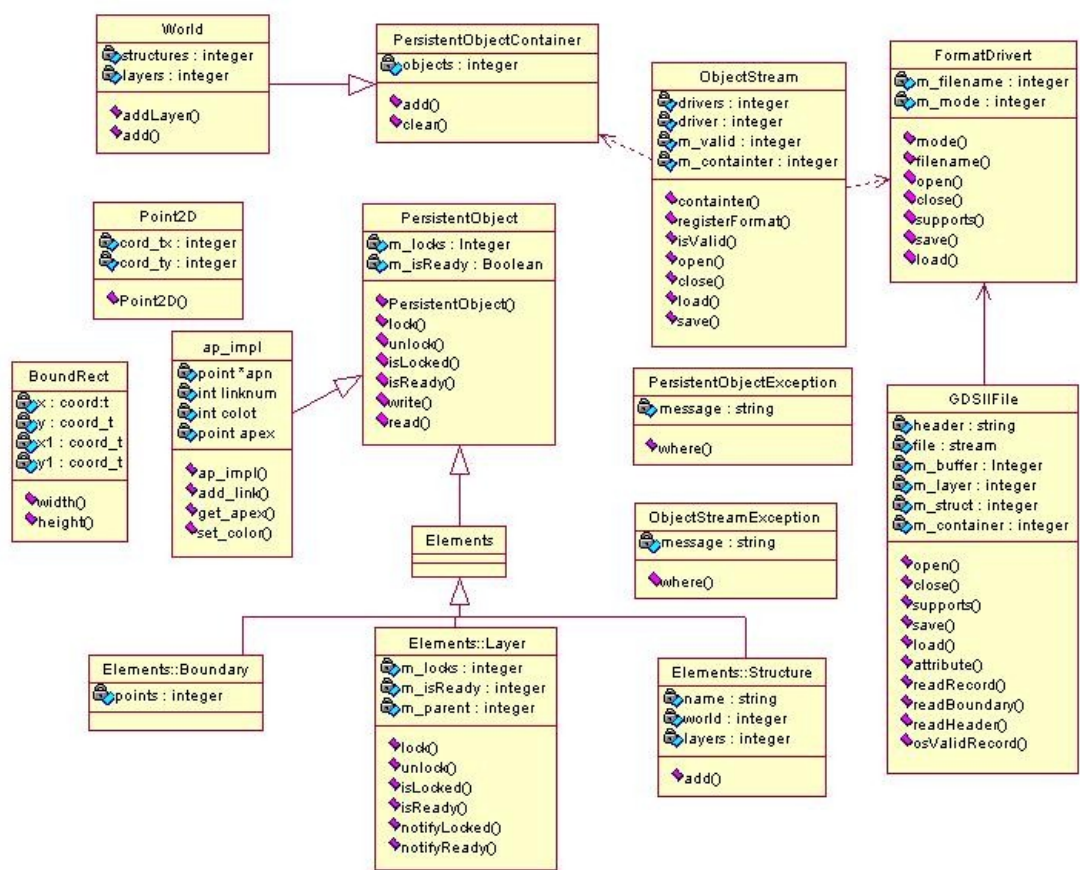 World
structures : integer
layers : integer
addLayer()
add()
PersistentObjectContainer
objects : integer
add()
clear()
ObjectStream
drivers : integer
driver : integer
m_valid : integer
m_containter : integer
containter()
registerFormat()
isValid()
open()
close()
load()
save()
FormatDrivert
m_filename : integer
m_mode : integer
mode()
filename()
open()
close()
supports()
save()
load()
Point2D
cord_tx : integer
cord_ty : integer
Point2D()
PersistentObject
m_locks : Integer
m_isReady : Boolean
PersistentObject()
lock()
unlock()
isLocked()
isReady()
write()
read()
ap_impl
point *apn
int linknum
int colot
point apex
ap_impl()
add_link()
get_apex()
set_color()
BoundRect
x : coord:t
y : coord_t
x1 : coord_t
y1 : coord_t
width()
height()
PersistentObjectException
message : string
where()
GDSIIFile
header : string
file : stream
m_buffer : Integer
m_layer : integer
m_struct : integer
m_container : integer
open()
close()
supports()
save()
load()
attribute()
readRecord()
readBoundary()
readHeader()
osValidRecord()
ObjectStreamException
message : string
where()
Elements
Elements::Boundary
points : integer
Elements::Layer
m_locks : integer
m_isReady : integer
m_parent : integer
lock()
unlock()
isLocked()
isReady()
notifyLocked()
notifyReady()
Elements::Structure
name : string
world : integer
layers : integer
add()